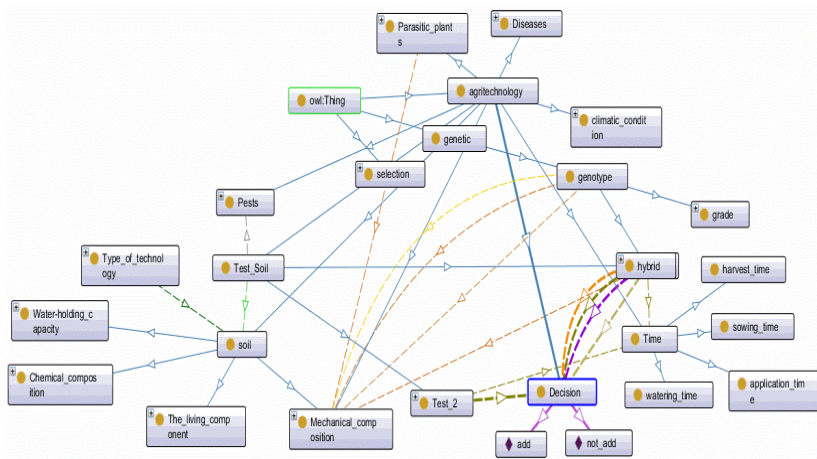 Parasitic_plant
s
Diseases
agritechnology
owl:Thing
climatic_condit
ion
genetic
selection
genotype
Pests
grade
Type_of_technol
ogy
Test_Soil
hybrid
harvest_time
Water-holding_c
apacity
soil
Time
sowing_time
Chemical_compos
ition
Decision
watering_time
application_tim
e
The_living_comp
onent
Mechanical_comp
osition
Test_2
add
not_add